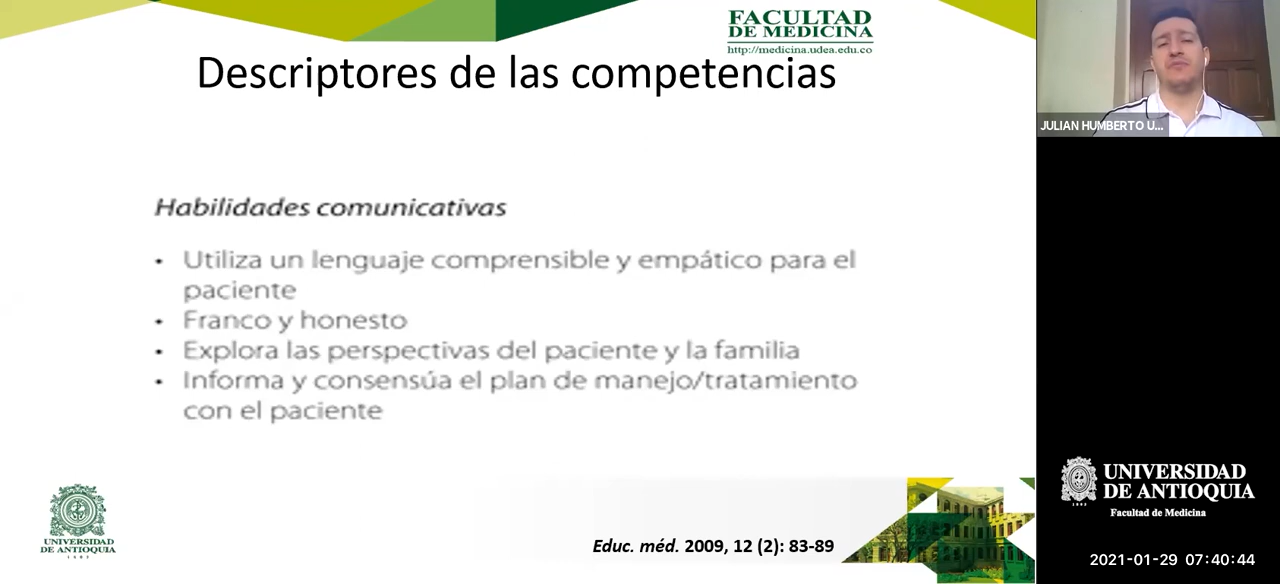 FACULTAD
DE MEDICINA
http://medicina.udea.edu.co
Descriptores de las competencias
JULIAN HUMBERTO U...
Habilidades comunicativas
• Utiliza un lenguaje comprensible y empático para el
paciente
• Franco y honesto
• Explora las perspectivas del paciente y la familia
• Informa y consensúa el plan de manejo/tratamiento
con el paciente
UNIVERSIDAD
DE ANTIOQUIA
1803
Educ. méd. 2009, 12 (2): 83-89
UNIVERSIDAD
DE ANTIOQUIA
1803
Facultad de Medicina
2021-01-29 07:40:44